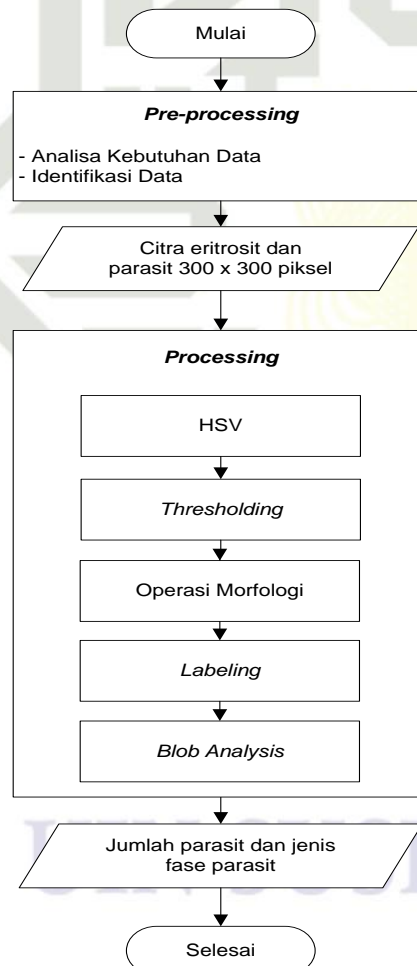 Mulai
Pre-processing
- Analisa Kebutuhan Data
- Identifikasi Data
Citra eritrosit dan
parasit 300 x 300 piksel
Processing
HSV
Thresholding
Operasi Morfologi
Labeling
Blob Analysis
Jumlah parasit dan jenis
fase parasit
Selesai